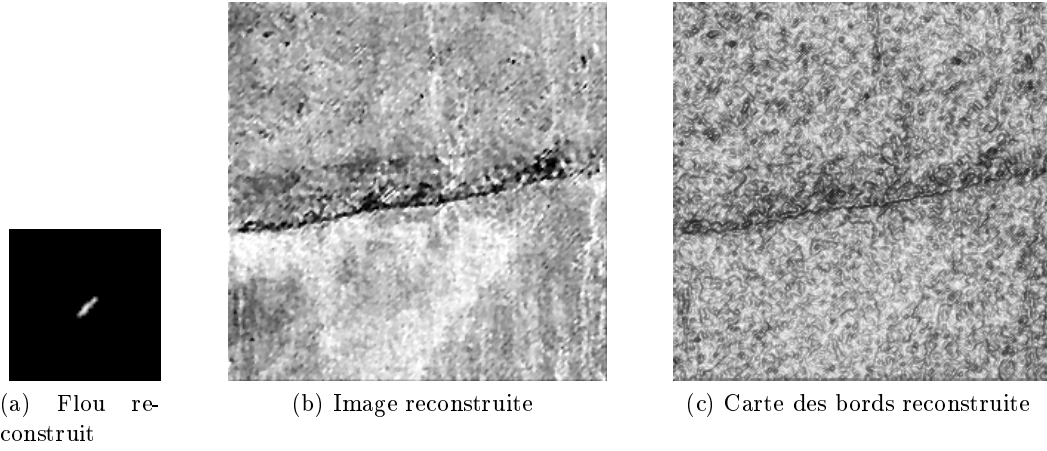 (a) Flou re-
construit
(b) Image reconstruite
(c) Carte des bords reconstruite